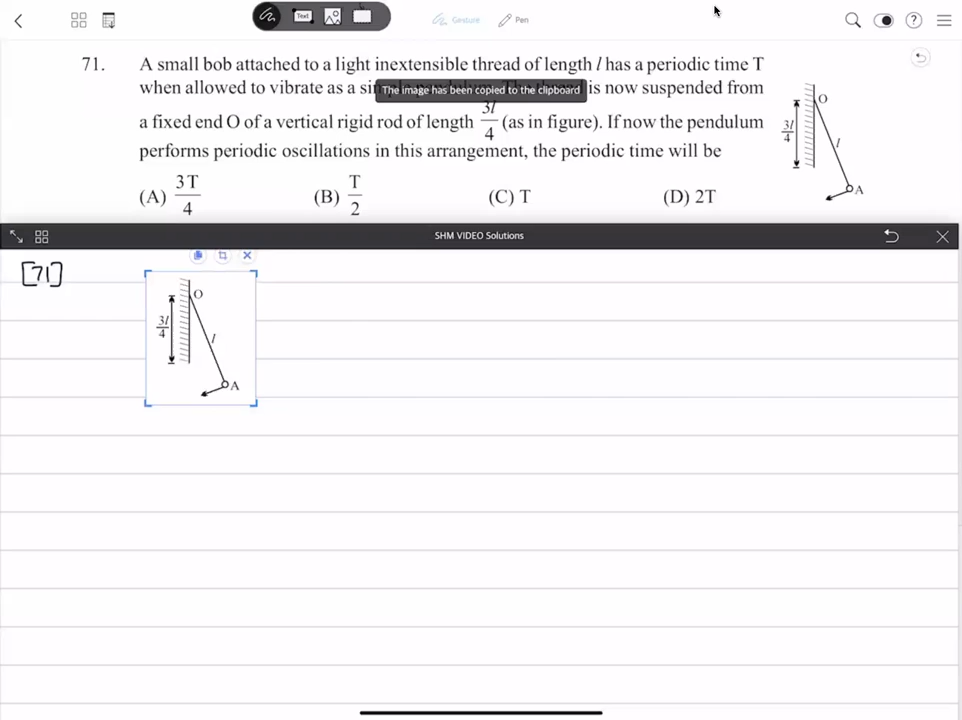 Text Gesture Pen
71. A small bob attached to a light inextensible thread of length l has a periodic time T
when allowed to vibrate as a si is now suspended from
The image has been copied to the clipboard
a fixed end O of a vertical rigid rod of length 3l/4 (as in figure). If now the pendulum
performs periodic oscillations in this arrangement, the periodic time will be
(A) 3T/4 (B) T/2 (C) T (D) 2T
O
3l/4
l
A
SHM VIDEO Solutions
[71]
O
3l/4
l
A